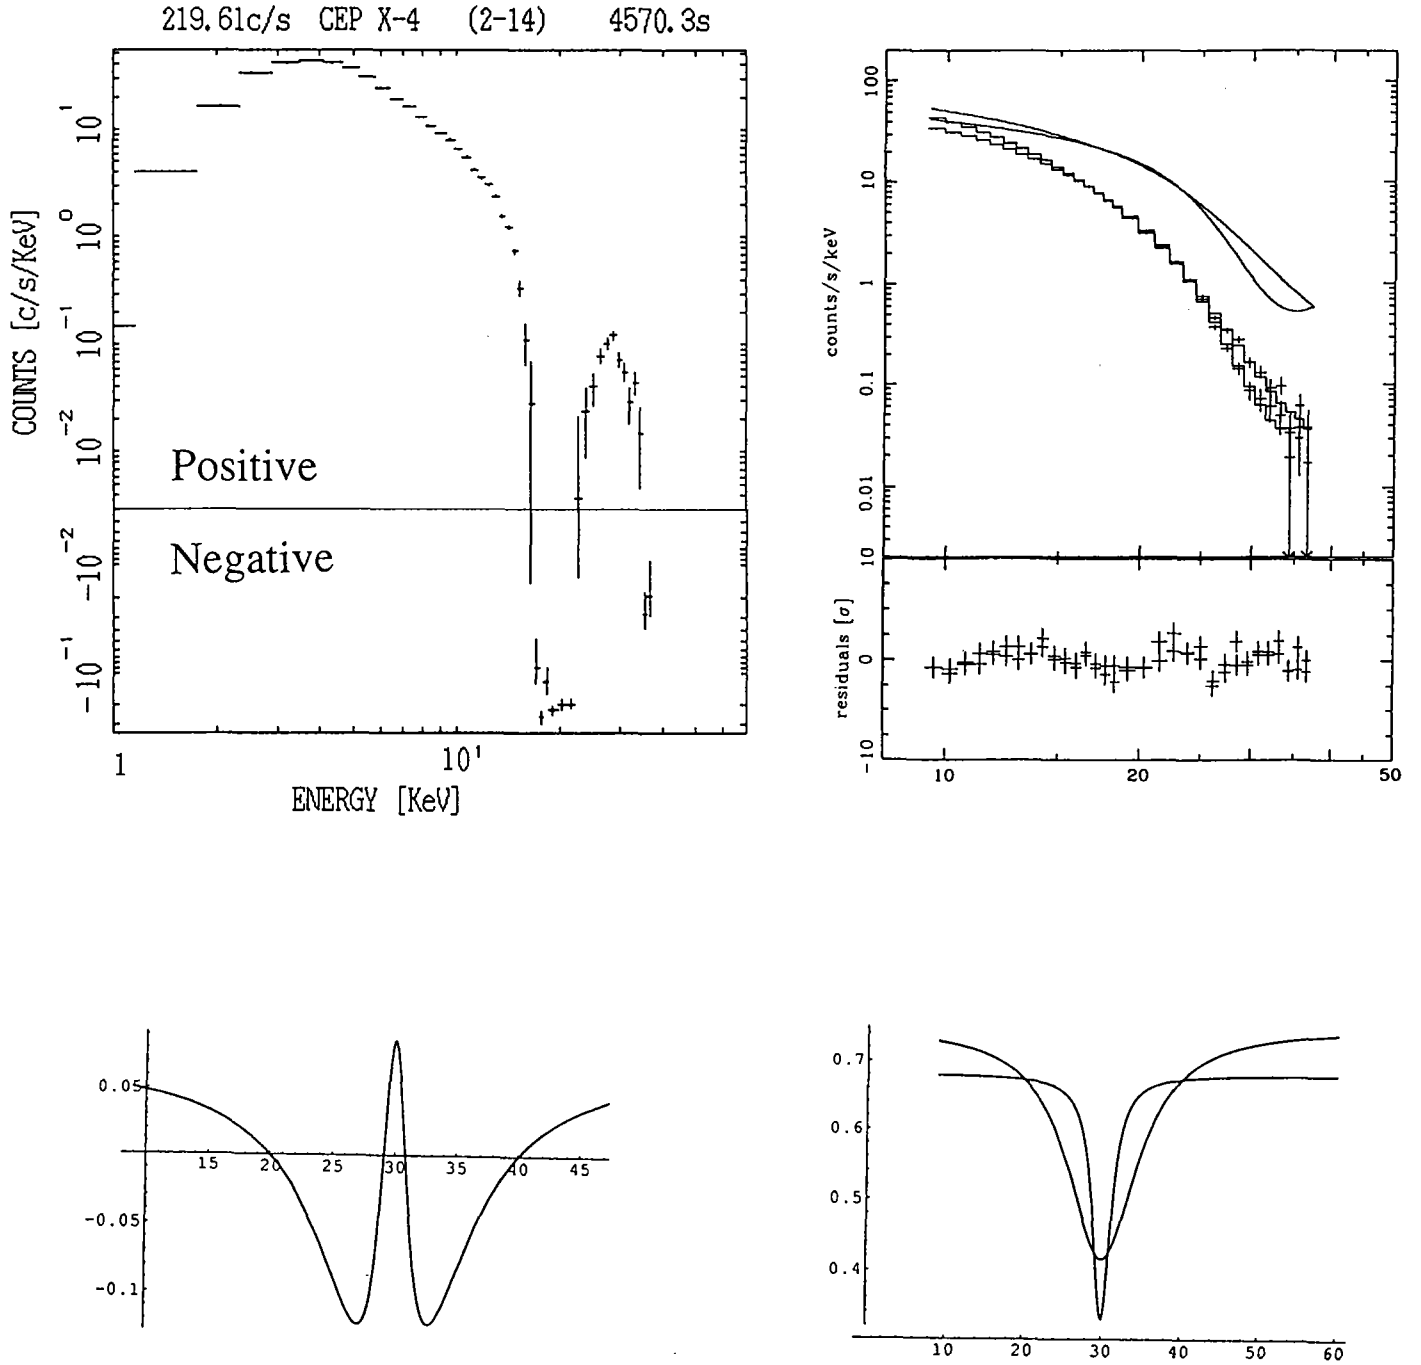 219.61c/s CEP X-4 (2-14) 4570.3s
COUNTS [c/s/KeV]
10¹
10⁰
10⁻¹
10⁻²
-10⁻²
-10⁻¹
Positive
Negative
1 10¹
ENERGY [KeV]
counts/s/keV
100
10
1
0.1
0.01
residuals [σ]
10
0
-10
10 20 50
0.05
-0.05
-0.1
15 20 25 30 35 40 45
0.7
0.6
0.5
0.4
10 20 30 40 50 60